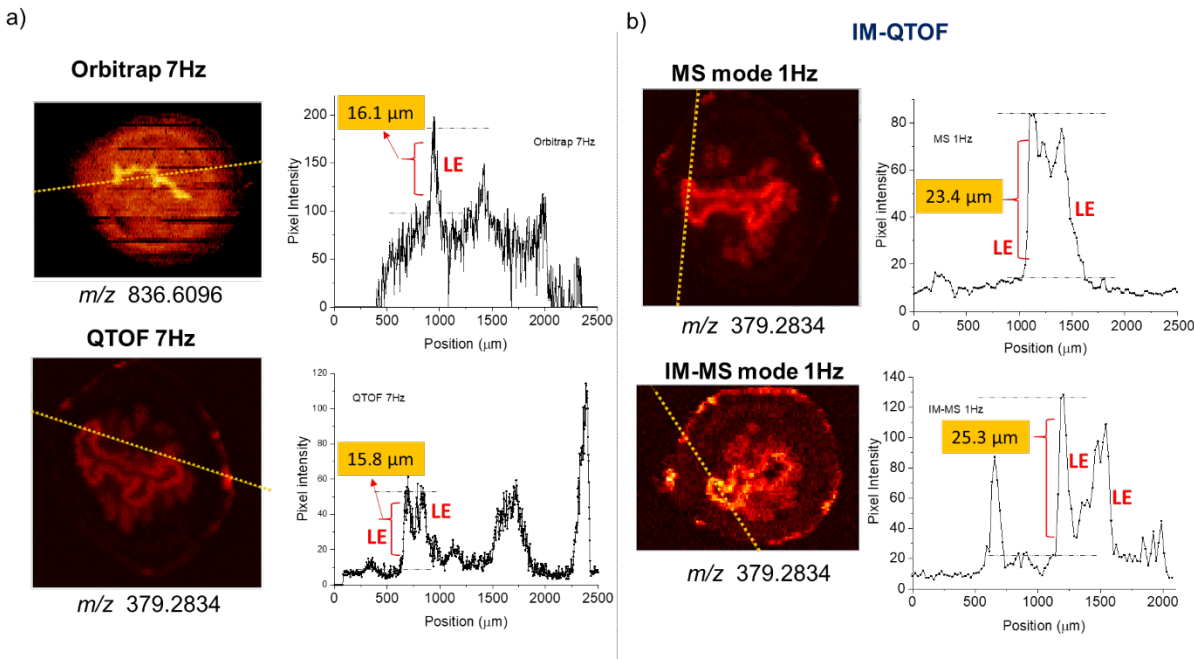 a)
Orbitrap 7Hz
16.1 μm
LE
Orbitrap 7Hz
Pixel Intensity
200
150
100
50
0
0 500 1000 1500 2000 2500
Position (μm)
m/z 836.6096
QTOF 7Hz
15.8 μm
LE
LE
QTOF 7Hz
Pixel Intensity
120
100
80
60
40
20
0
0 500 1000 1500 2000 2500
Position (μm)
m/z 379.2834
b)
IM-QTOF
MS mode 1Hz
MS 1Hz
23.4 μm
LE
LE
Pixel intensity
80
60
40
20
0
0 500 1000 1500 2000 2500
Position (μm)
m/z 379.2834
IM-MS mode 1Hz
IM-MS 1Hz
25.3 μm
LE
LE
Pixel Intensity
140
120
100
80
60
40
20
0
0 500 1000 1500 2000
Position (μm)
m/z 379.2834